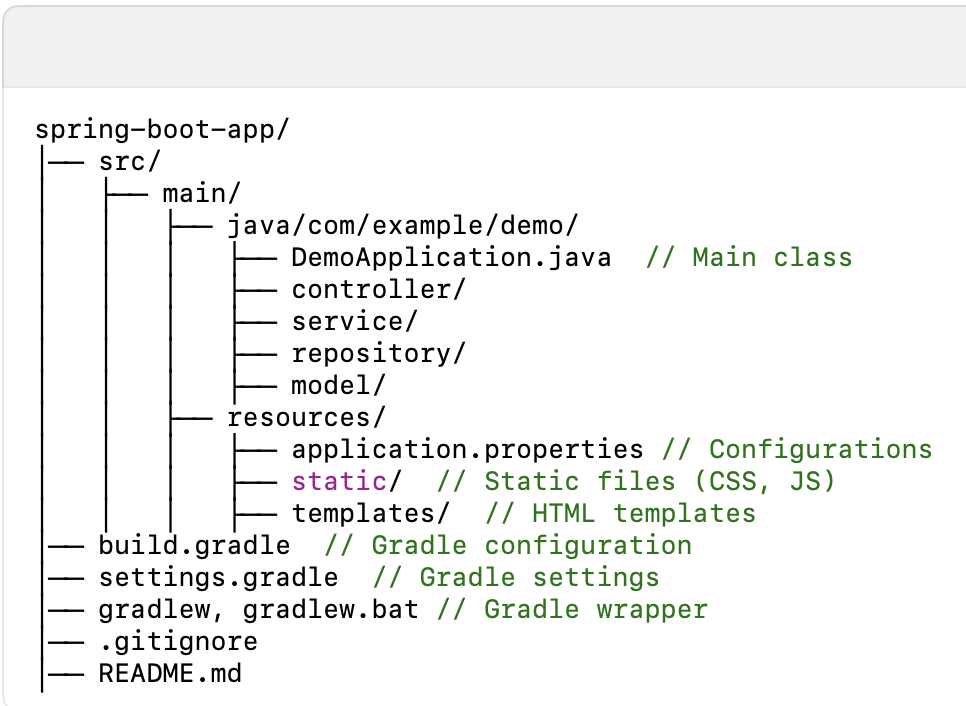 spring-boot-app/
│── src/
│   ├── main/
│   │   ├── java/com/example/demo/
│   │   │   ├── DemoApplication.java  // Main class
│   │   │   ├── controller/
│   │   │   ├── service/
│   │   │   ├── repository/
│   │   │   ├── model/
│   │   ├── resources/
│   │   │   ├── application.properties // Configurations
│   │   │   ├── static/  // Static files (CSS, JS)
│   │   │   ├── templates/  // HTML templates
│── build.gradle  // Gradle configuration
│── settings.gradle  // Gradle settings
│── gradlew, gradlew.bat // Gradle wrapper
│── .gitignore
│── README.md